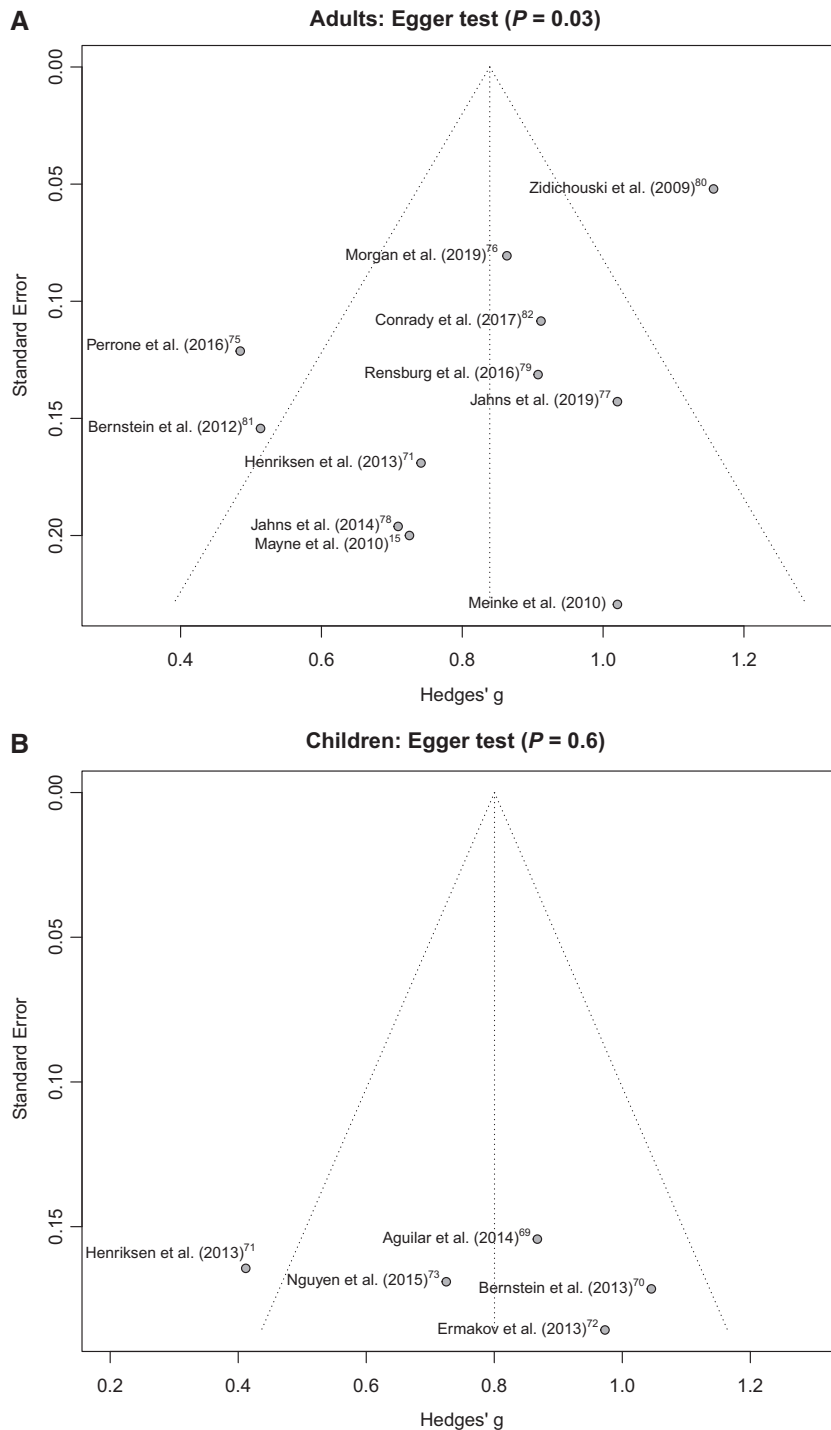 A
Adults: Egger test (P = 0.03)
0.00
0.05
0.10
0.15
0.20
Standard Error
Zidichouski et al. (2009)80
Morgan et al. (2019)76
Conrady et al. (2017)82
Perrone et al. (2016)75
Rensburg et al. (2016)79
Jahns et al. (2019)77
Bernstein et al. (2012)81
Henriksen et al. (2013)71
Jahns et al. (2014)78
Mayne et al. (2010)15
Meinke et al. (2010)
0.4 0.6 0.8 1.0 1.2
Hedges' g
B
Children: Egger test (P = 0.6)
0.00
0.05
0.10
0.15
Standard Error
Aguilar et al. (2014)69
Henriksen et al. (2013)71
Nguyen et al. (2015)73
Bernstein et al. (2013)70
Ermakov et al. (2013)72
0.2 0.4 0.6 0.8 1.0 1.2
Hedges' g